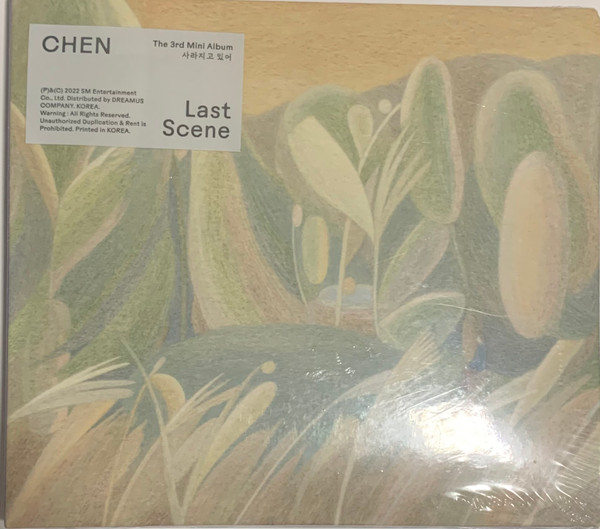 CHEN
The 3rd Mini Album
사라지고 있어
(P)&(C) 2022 SM Entertainment
Co., Ltd. Distributed by DREAMUS
COMPANY. KOREA.
Warning : All Rights Reserved.
Unauthorized Duplication & Rent is
Prohibited. Printed in KOREA.
Last
Scene